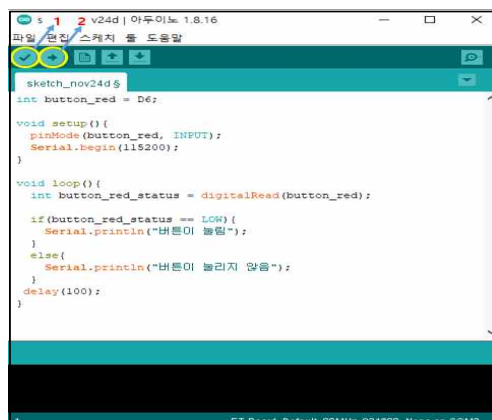 s 1 2 v24d | 아두이노 1.8.16
파일 편집 스케치 툴 도움말
sketch_nov24d §
int button_red = D6;
void setup(){
pinMode(button_red, INPUT);
Serial.begin(115200);
}
void loop(){
int button_red_status = digitalRead(button_red);
if(button_red_status == LOW){
Serial.println("버튼이 눌림");
}
else{
Serial.println("버튼이 눌리지 않음");
}
delay(100);
}